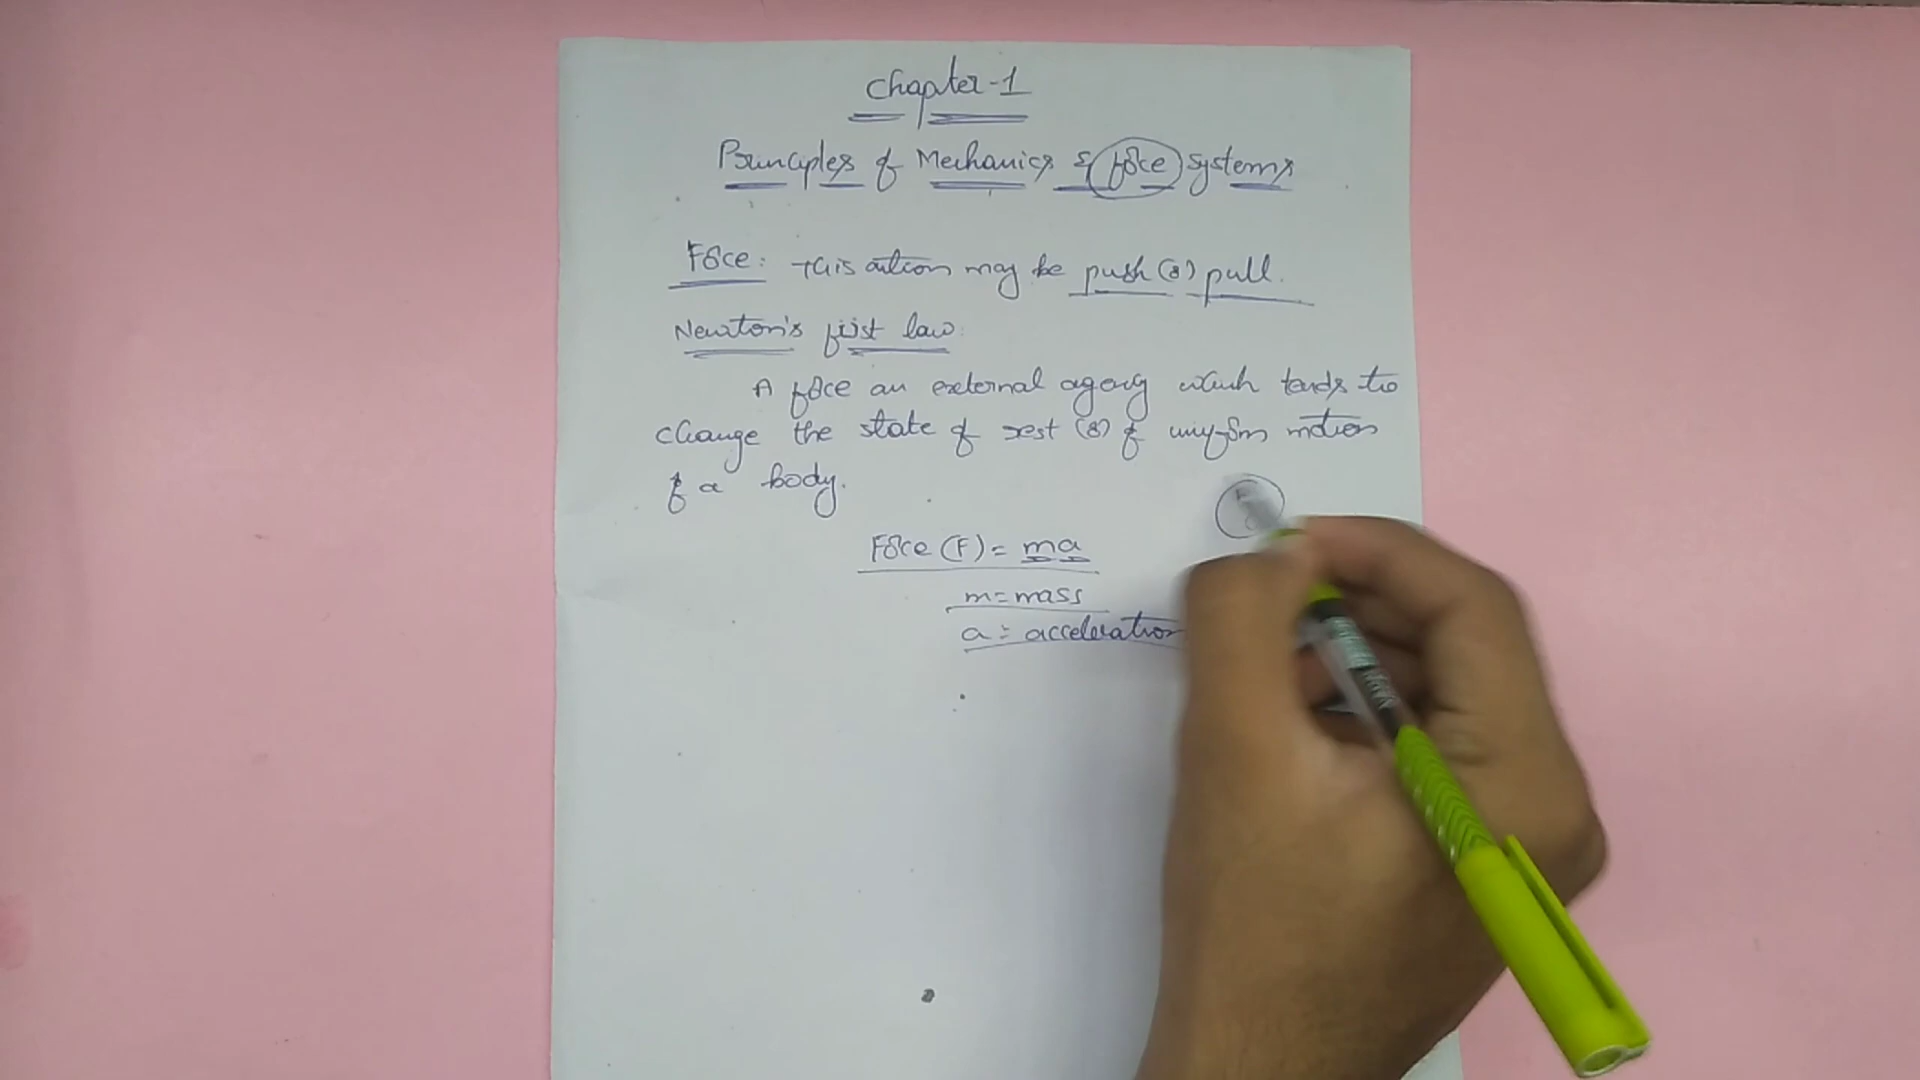 Chapter-1
Principles of Mechanics & force systems
Force: this action may be push (or) pull.
Newton's first law:
A force an external agency which tends to
change the state of rest (or) of uniform motion
of a body.
Force (F) = ma
m=mass
a = acceleration